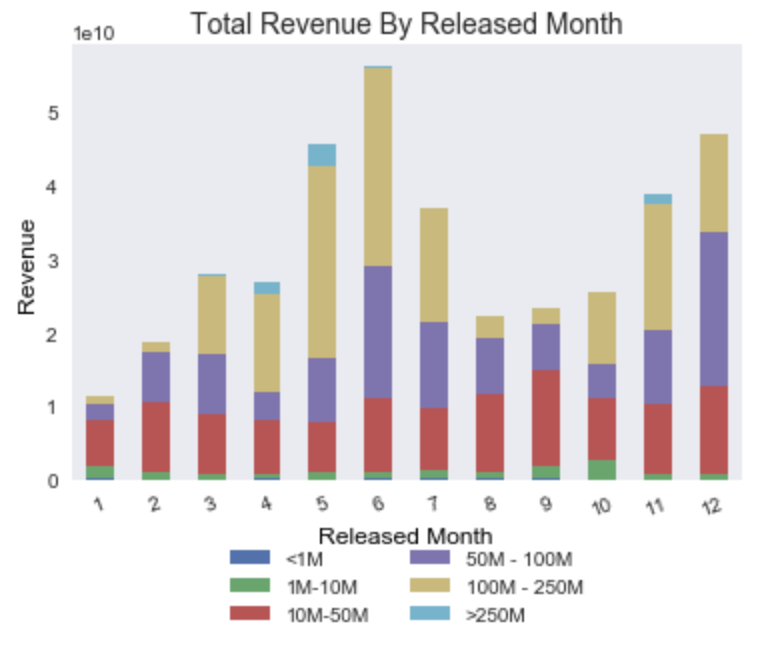 Total Revenue By Released Month
1e10
5
4
3
2
1
0
Revenue
1 2 3 4 5 6 7 8 9 10 11 12
Released Month
<1M 50M - 100M
1M-10M 100M - 250M
10M-50M >250M